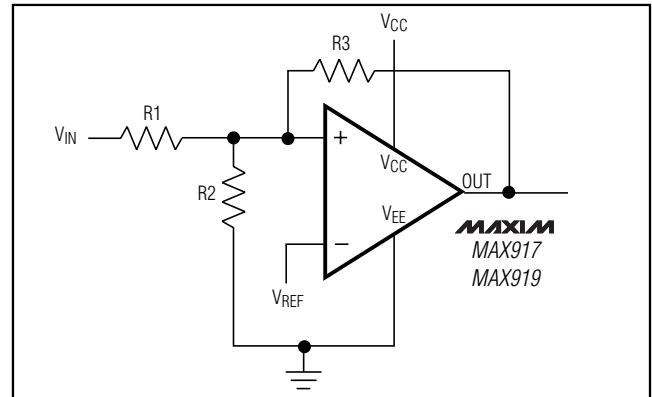 VCC
R3
R1
VIN
+
VCC
OUT
R2
VEE
MAXIM
MAX917
−
MAX919
VREF